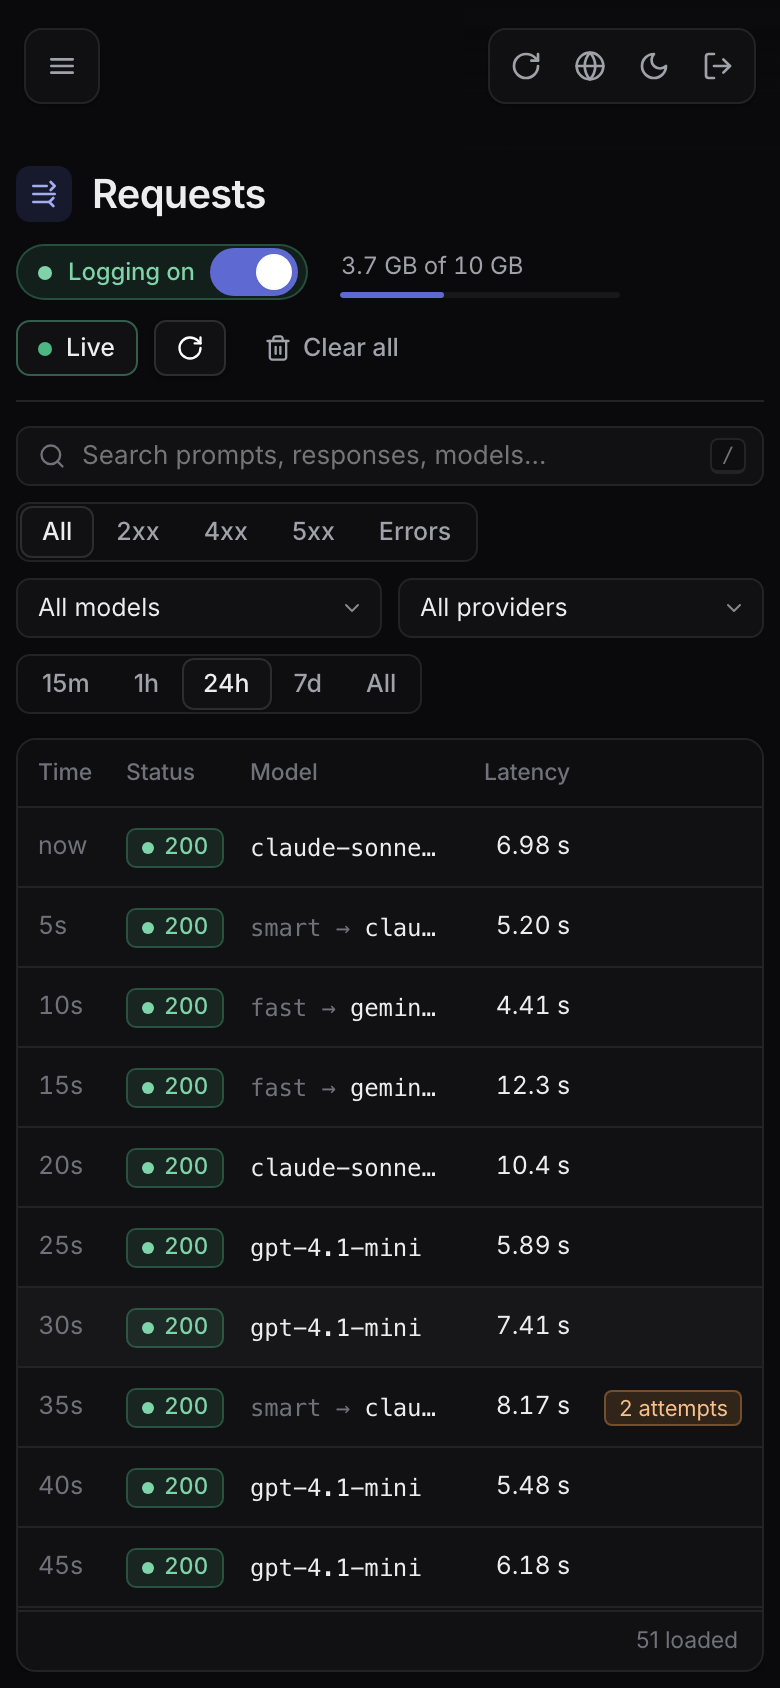 Requests
Logging on 3.7 GB of 10 GB
Live Clear all
Search prompts, responses, models... /
All 2xx 4xx 5xx Errors
All models All providers
15m 1h 24h 7d All
Time Status Model Latency
now 200 claude-sonne… 6.98 s
5s 200 smart → clau… 5.20 s
10s 200 fast → gemin… 4.41 s
15s 200 fast → gemin… 12.3 s
20s 200 claude-sonne… 10.4 s
25s 200 gpt-4.1-mini 5.89 s
30s 200 gpt-4.1-mini 7.41 s
35s 200 smart → clau… 8.17 s 2 attempts
40s 200 gpt-4.1-mini 5.48 s
45s 200 gpt-4.1-mini 6.18 s
51 loaded